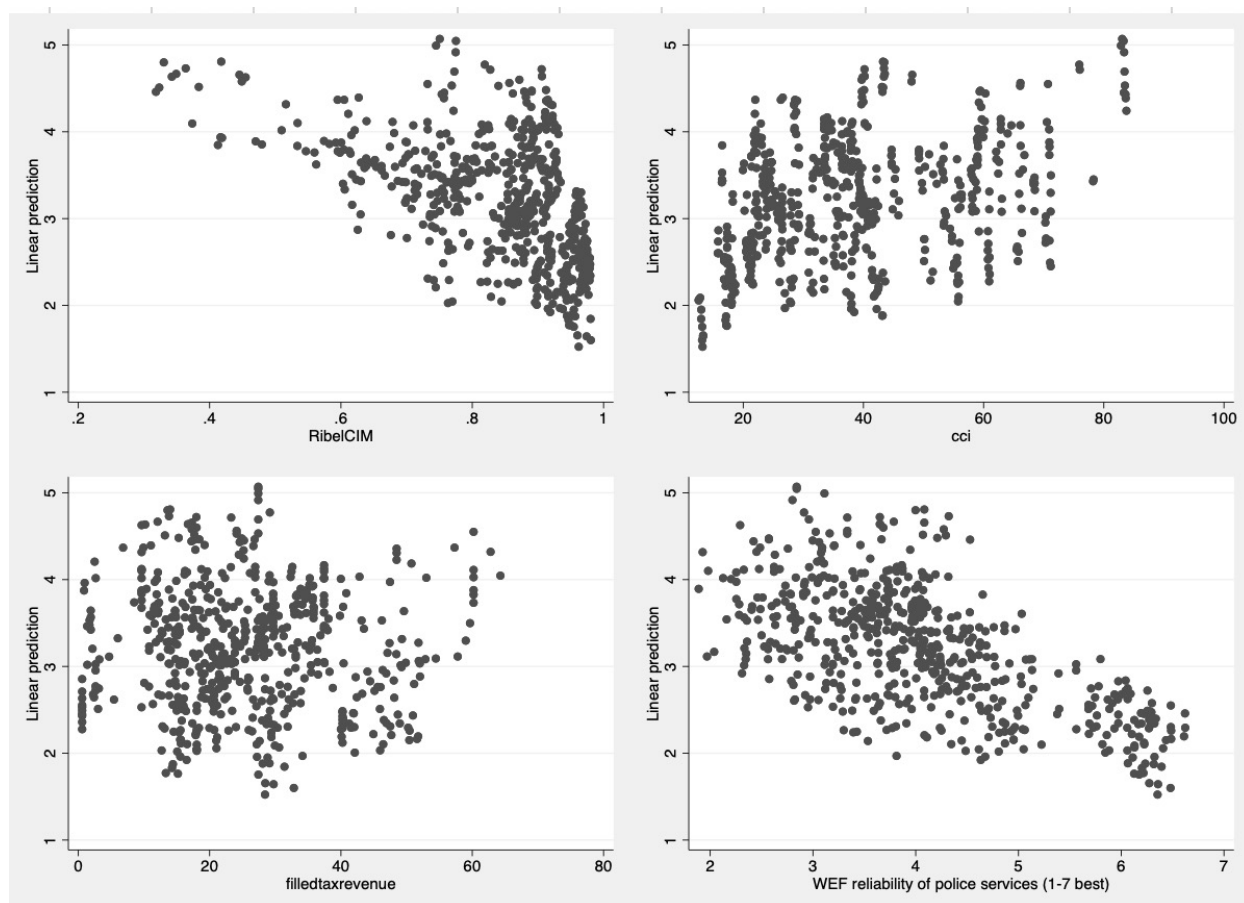 Linear prediction
1 2 3 4 5
.2 .4 .6 .8 1
RibelCIM
Linear prediction
1 2 3 4 5
20 40 60 80 100
cci
Linear prediction
1 2 3 4 5
0 20 40 60 80
filledtaxrevenue
Linear prediction
1 2 3 4 5
2 3 4 5 6 7
WEF reliability of police services (1-7 best)